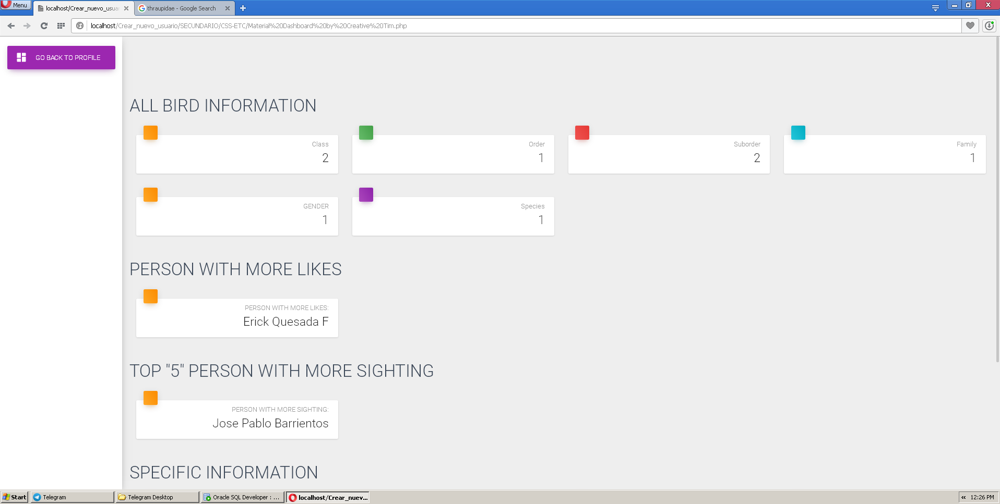 Menu
localhost/Crear_nuevo_usuar
thraupidae - Google Search
localhost/Crear_nuevo_usuario/SECUNDARIO/CSS-ETC/Material%20Dashboard%20by%20Creative%20Tim.php
GO BACK TO PROFILE
ALL BIRD INFORMATION
Class
2
Order
1
Suborder
2
Family
1
GENDER
1
Species
1
PERSON WITH MORE LIKES
PERSON WITH MORE LIKES:
Erick Quesada F
TOP "5" PERSON WITH MORE SIGHTING
PERSON WITH MORE SIGHTING:
Jose Pablo Barrientos
SPECIFIC INFORMATION
Start
Telegram
Telegram Desktop
Oracle SQL Developer : ...
localhost/Crear_nuev...
12:26 PM